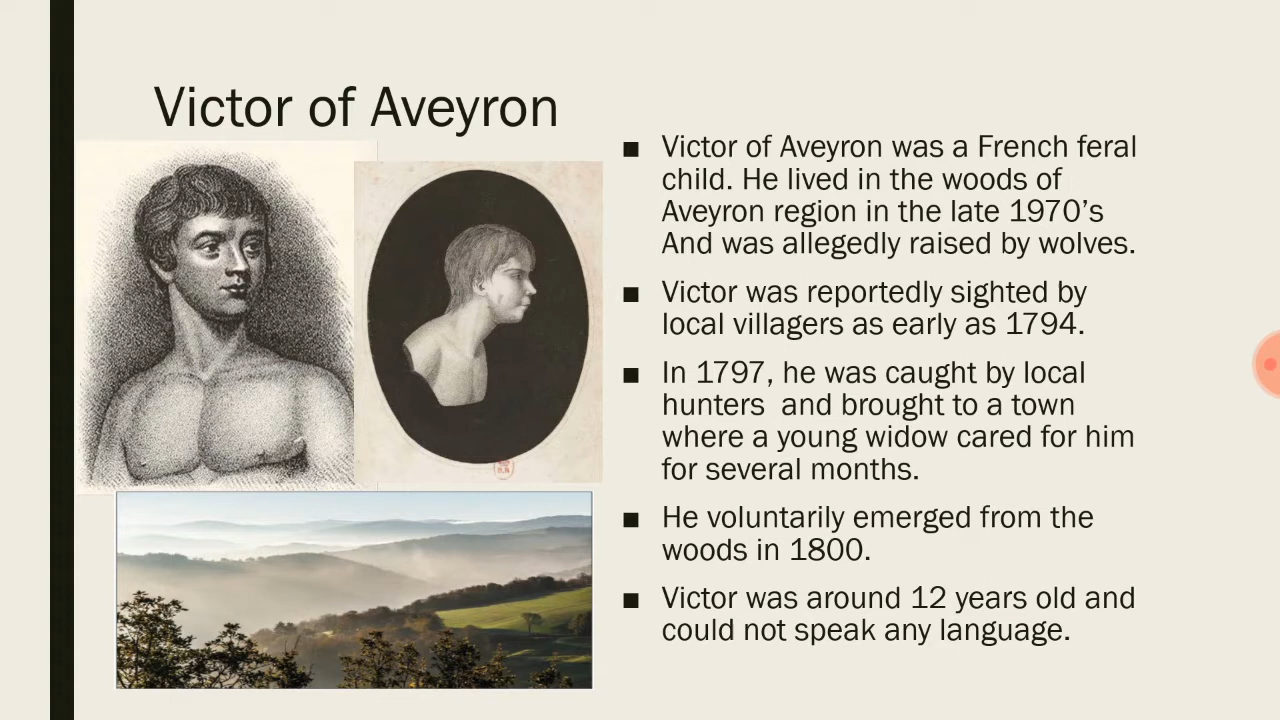 Victor of Aveyron
■ Victor of Aveyron was a French feral
child. He lived in the woods of
Aveyron region in the late 1970’s
And was allegedly raised by wolves.
■ Victor was reportedly sighted by
local villagers as early as 1794.
■ In 1797, he was caught by local
hunters  and brought to a town
where a young widow cared for him
for several months.
■ He voluntarily emerged from the
woods in 1800.
■ Victor was around 12 years old and
could not speak any language.